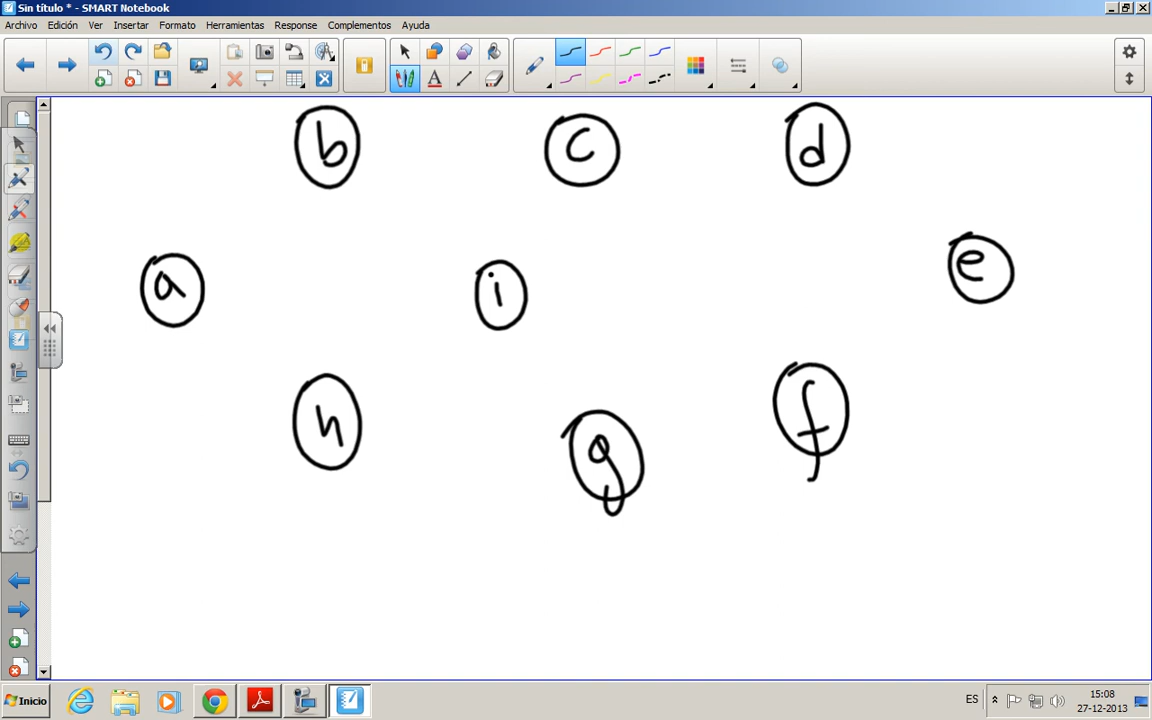 Sin título * - SMART Notebook
Archivo Edición Ver Insertar Formato Herramientas Response Complementos Ayuda
A
b c d
a i e
h g f
Inicio
ES
15:08
27-12-2013